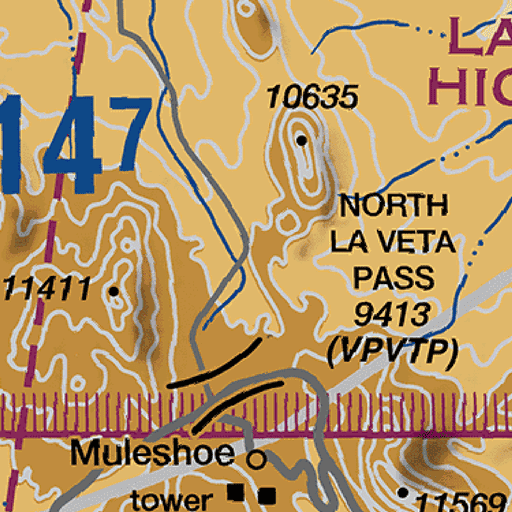 LA
HIG
10635
147
NORTH
LA VETA
PASS
9413
(VPVTP)
11411
Muleshoe
tower
11569